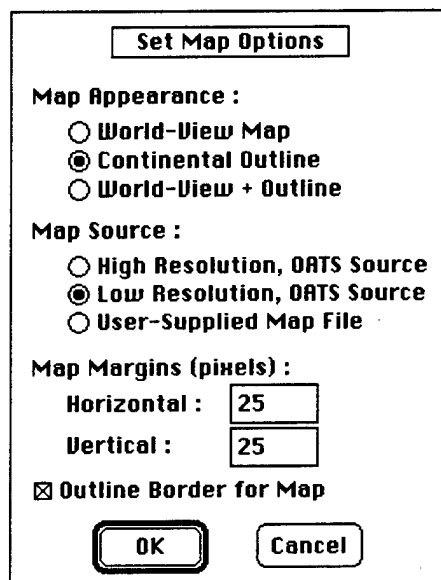 Set Map Options
Map Appearance :
World-View Map
Continental Outline
World-View + Outline
Map Source :
High Resolution, OATS Source
Low Resolution, OATS Source
User-Supplied Map File
Map Margins (pixels) :
Horizontal : 25
Vertical : 25
Outline Border for Map
OK Cancel